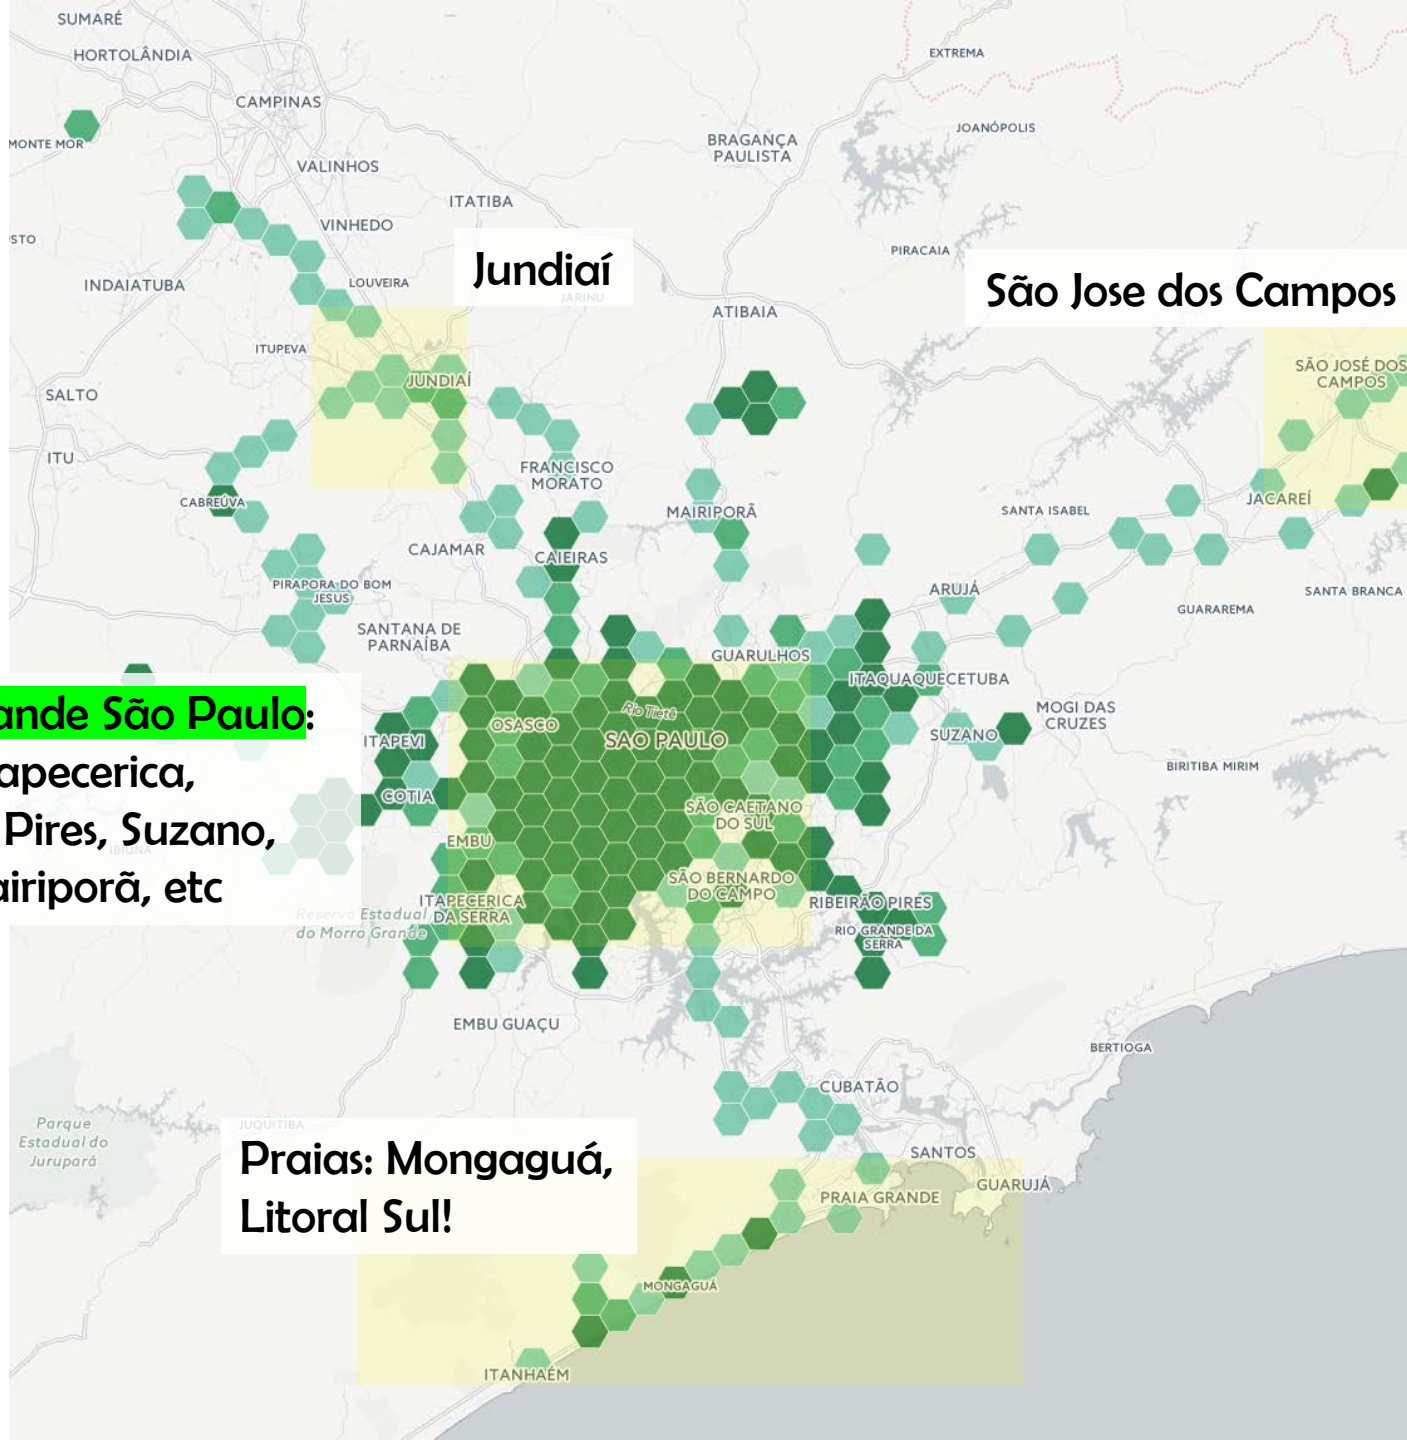 SUMARÉ
HORTOLÂNDIA
EXTREMA
CAMPINAS
MONTE MOR
JOANÓPOLIS
BRAGANÇA
PAULISTA
VALINHOS
ITATIBA
VINHEDO
STO
PIRACAIA
Jundiaí
São Jose dos Campos
INDAIATUBA
LOUVEIRA
JARINU
ATIBAIA
ITUPEVA
SÃO JOSÉ DOS
CAMPOS
JUNDIAÍ
SALTO
ITU
FRANCISCO
MORATO
CABREÚVA
JACAREÍ
MAIRIPORÃ
SANTA ISABEL
CAJAMAR
CAIEIRAS
PIRAPORA DO BOM
JESUS
ARUJÁ
SANTA BRANCA
GUARAREMA
SANTANA DE
PARNAÍBA
GUARULHOS
ITAQUAQUECETUBA
ande São Paulo:
apecerica,
Pires, Suzano,
airiporã, etc
Rio Tietê
MOGI DAS
CRUZES
OSASCO
ITAPEVI
SAO PAULO
SUZANO
BIRITIBA MIRIM
COTIA
SÃO CAETANO
DO SUL
EMBU
IBIUNA
SÃO BERNARDO
DO CAMPO
ITAPECERICA
DA SERRA
RIBEIRÃO PIRES
Reserva Estadual
do Morro Grande
RIO GRANDE DA
SERRA
EMBU GUAÇU
BERTIOGA
CUBATÃO
Parque
Estadual do
Jurupará
JUQUITIBA
Praias: Mongaguá,
Litoral Sul!
SANTOS
GUARUJÁ
PRAIA GRANDE
MONGAGUÁ
ITANHAÉM